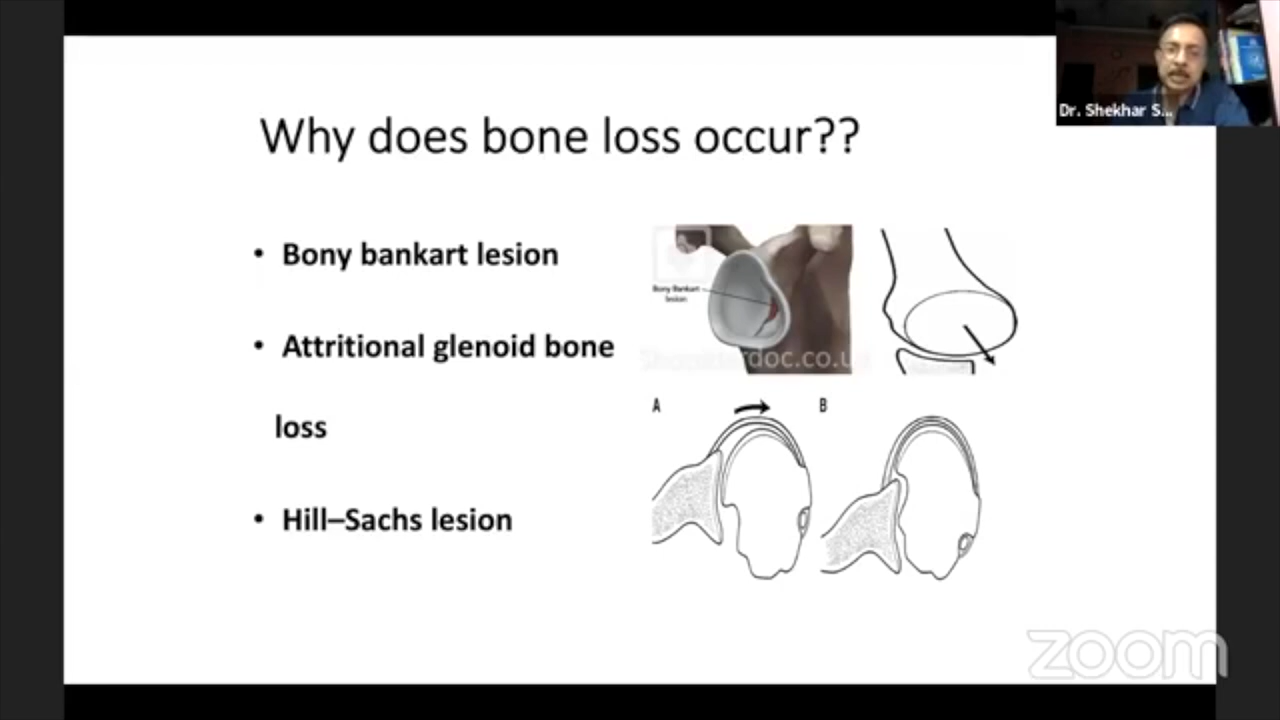 Dr. Shekhar S...
Why does bone loss occur??
• Bony bankart lesion
• Attritional glenoid bone
loss
• Hill–Sachs lesion
Bony Bankart
lesion
A
B
zoom